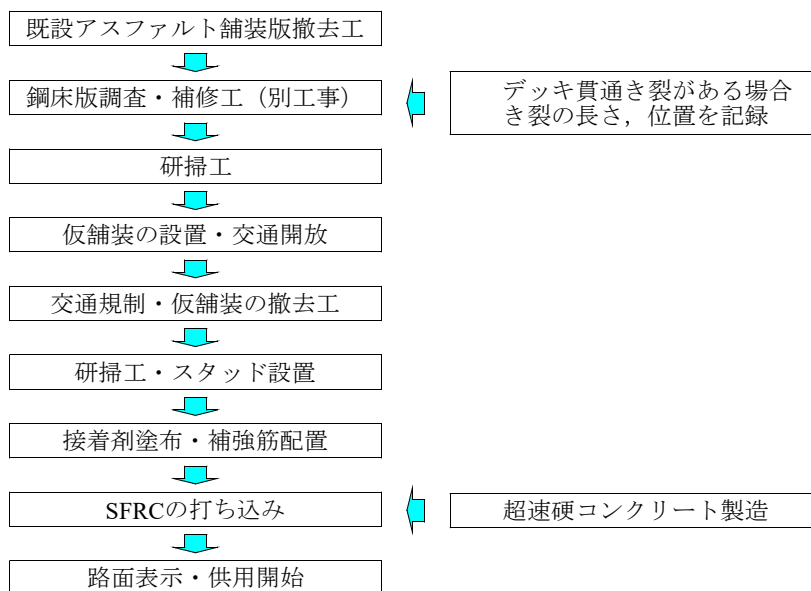 既設アスファルト舗装版撤去工
鋼床版調査・補修工（別工事）
デッキ貫通き裂がある場合
き裂の長さ，位置を記録
研掃工
仮舗装の設置・交通開放
交通規制・仮舗装の撤去工
研掃工・スタッド設置
接着剤塗布・補強筋配置
SFRCの打ち込み
超速硬コンクリート製造
路面表示・供用開始